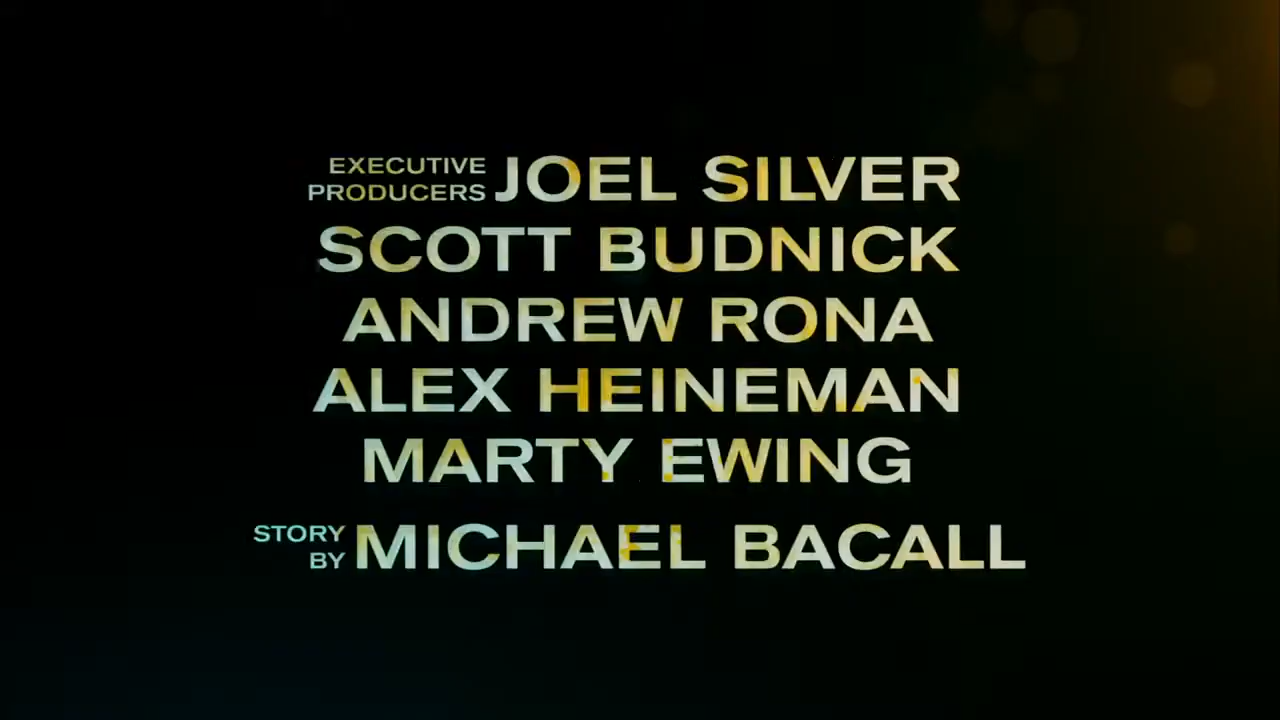 EXECUTIVE PRODUCERS JOEL SILVER
SCOTT BUDNICK
ANDREW RONA
ALEX HEINEMAN
MARTY EWING
STORY BY MICHAEL BACALL